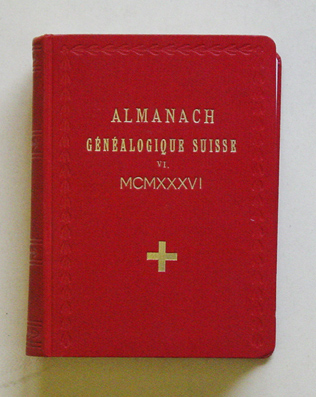 ALMANACH
GÉNÉALOGIQUE SUISSE
VI.
MCMXXXVI